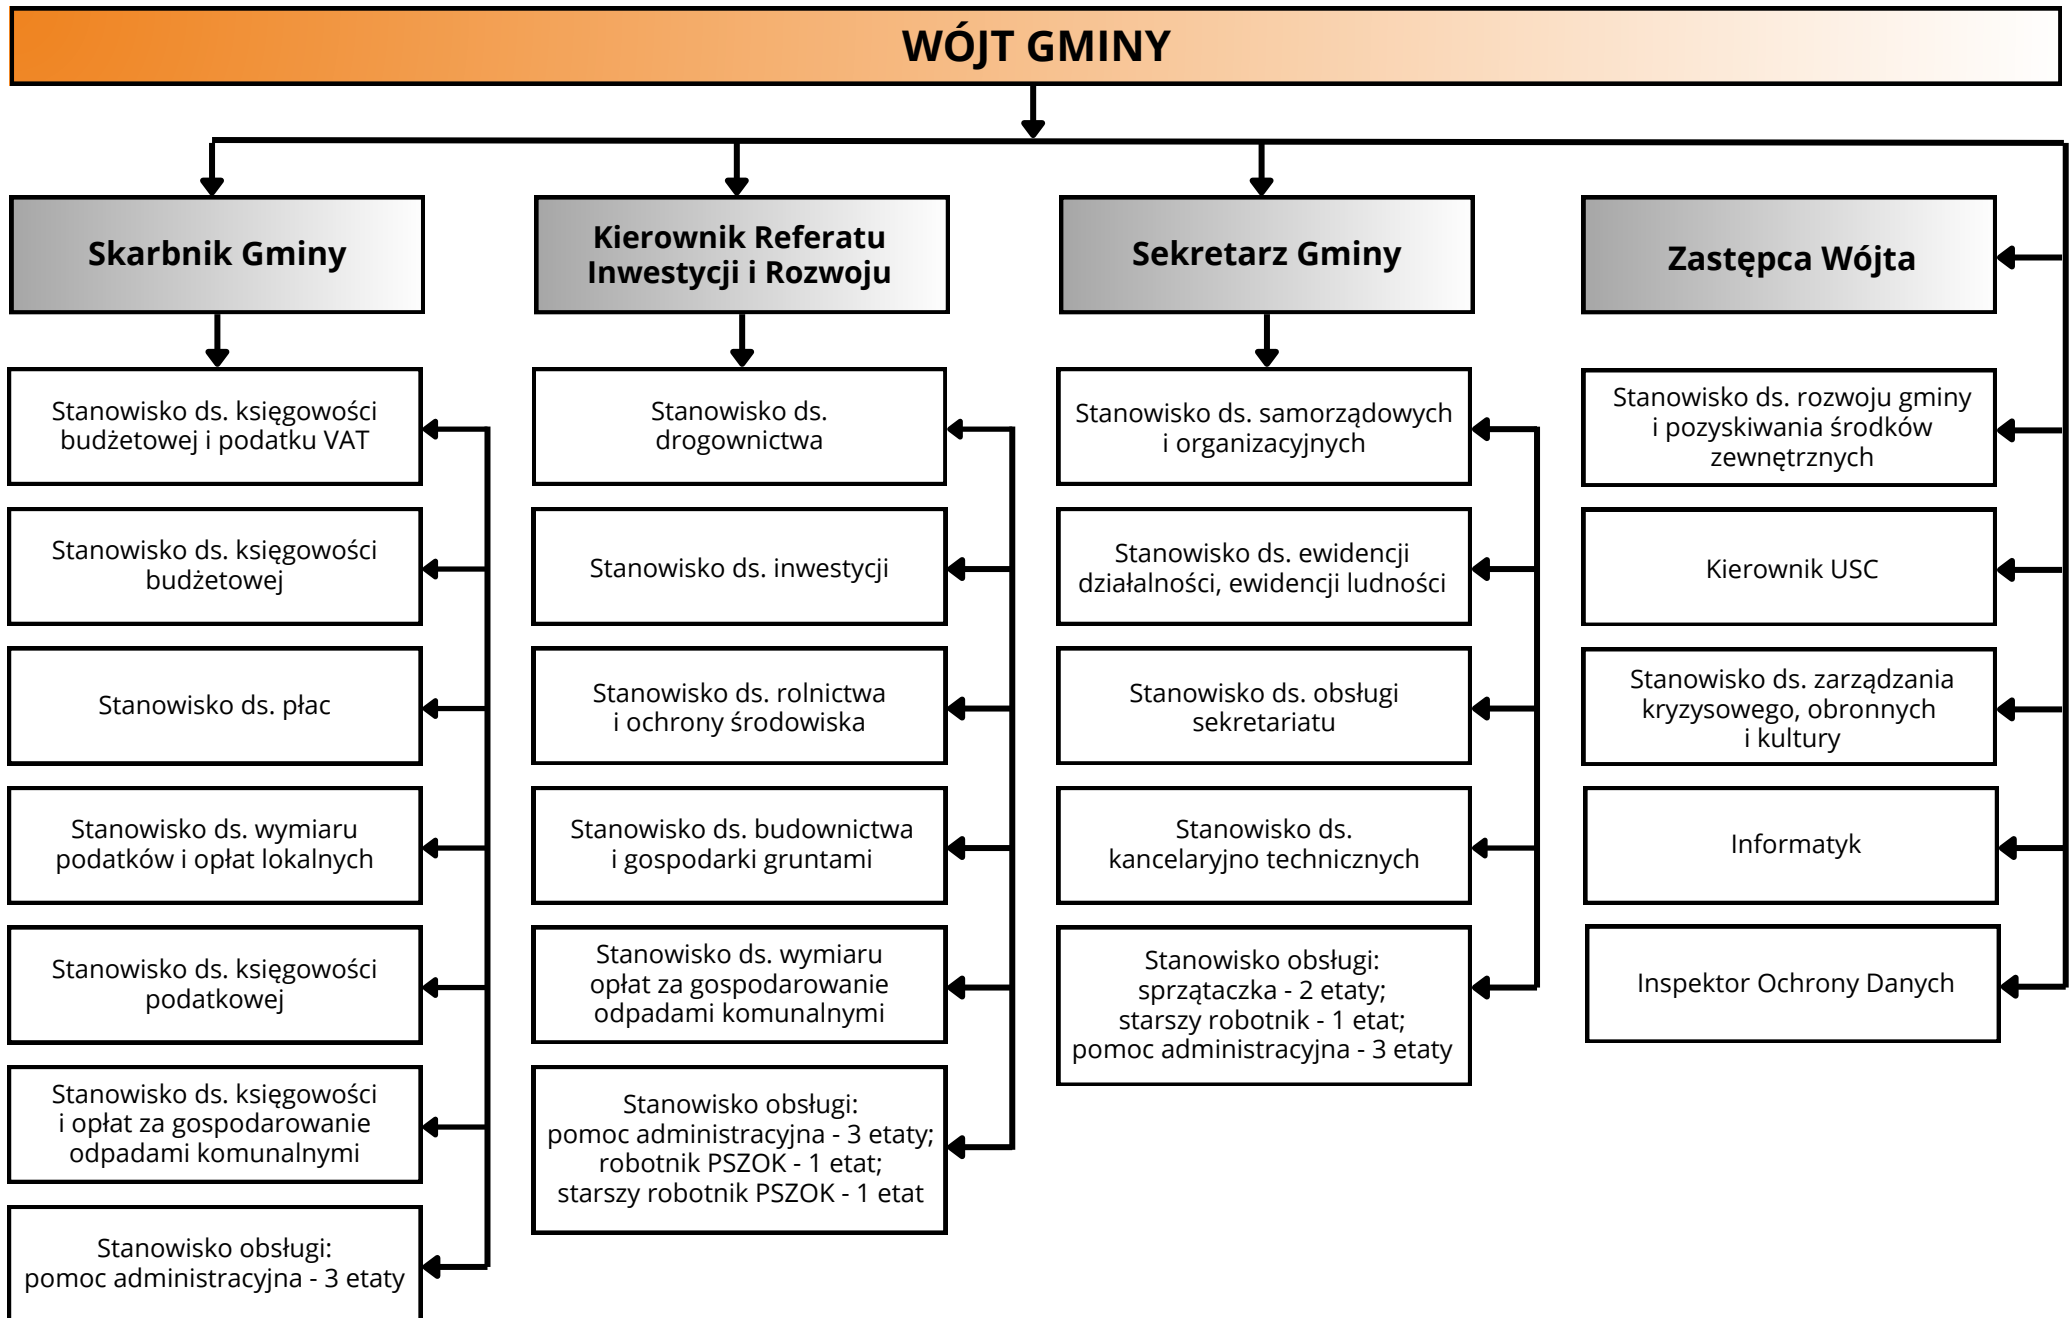 WÓJT GMINY
Skarbnik Gminy
Kierownik Referatu
Inwestycji i Rozwoju
Sekretarz Gminy
Zastępca Wójta
Stanowisko ds. księgowości
budżetowej i podatku VAT
Stanowisko ds. księgowości
budżetowej
Stanowisko ds. płac
Stanowisko ds. wymiaru
podatków i opłat lokalnych
Stanowisko ds. księgowości
podatkowej
Stanowisko ds. księgowości
i opłat za gospodarowanie
odpadami komunalnymi
Stanowisko obsługi:
pomoc administracyjna - 3 etaty
Stanowisko ds.
drogownictwa
Stanowisko ds. inwestycji
Stanowisko ds. rolnictwa
i ochrony środowiska
Stanowisko ds. budownictwa
i gospodarki gruntami
Stanowisko ds. wymiaru
opłat za gospodarowanie
odpadami komunalnymi
Stanowisko obsługi:
pomoc administracyjna - 3 etaty;
robotnik PSZOK - 1 etat;
starszy robotnik PSZOK - 1 etat
Stanowisko ds. samorządowych
i organizacyjnych
Stanowisko ds. ewidencji
działalności, ewidencji ludności
Stanowisko ds. obsługi
sekretariatu
Stanowisko ds.
kancelaryjno technicznych
Stanowisko obsługi:
sprzątaczka - 2 etaty;
starszy robotnik - 1 etat;
pomoc administracyjna - 3 etaty
Stanowisko ds. rozwoju gminy
i pozyskiwania środków
zewnętrznych
Kierownik USC
Stanowisko ds. zarządzania
kryzysowego, obronnych
i kultury
Informatyk
Inspektor Ochrony Danych